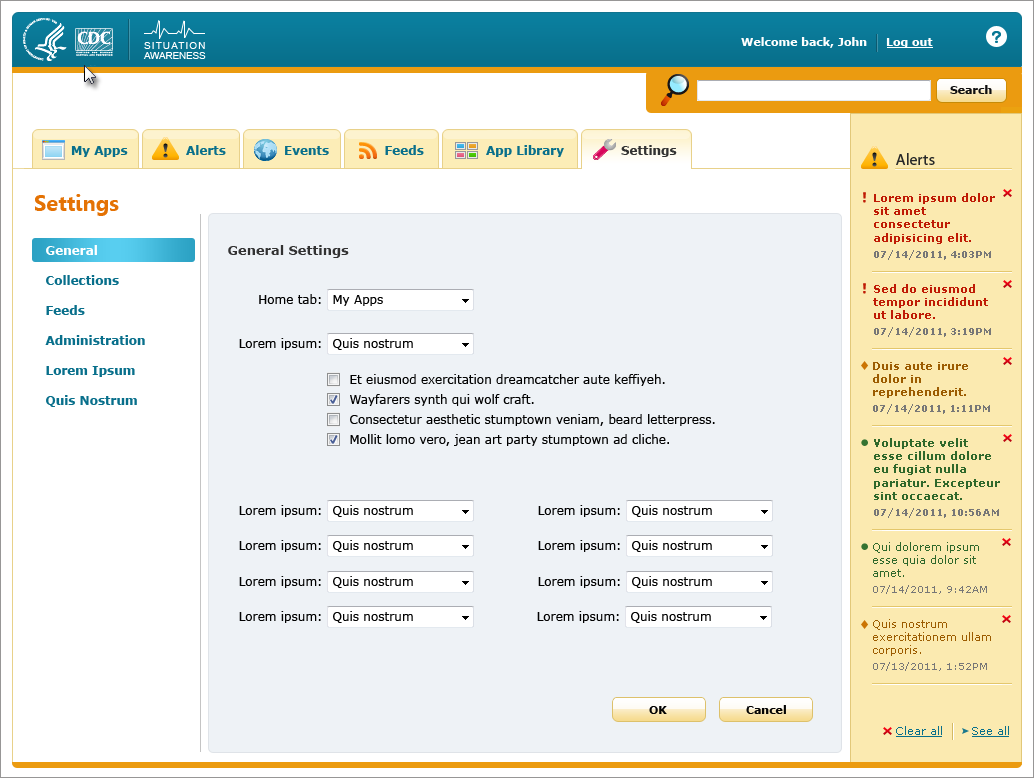 CDC
SITUATION
AWARENESS
Welcome back, John
Log out
?
Search
My Apps
Alerts
Events
Feeds
App Library
Settings
Settings
General
Collections
Feeds
Administration
Lorem Ipsum
Quis Nostrum
General Settings
Home tab: My Apps
Lorem ipsum: Quis nostrum
Et eiusmod exercitation dreamcatcher aute keffiyeh.
Wayfarers synth qui wolf craft.
Consectetur aesthetic stumptown veniam, beard letterpress.
Mollit lomo vero, jean art party stumptown ad cliche.
Lorem ipsum: Quis nostrum
Lorem ipsum: Quis nostrum
Lorem ipsum: Quis nostrum
Lorem ipsum: Quis nostrum
Lorem ipsum: Quis nostrum
Lorem ipsum: Quis nostrum
Lorem ipsum: Quis nostrum
Lorem ipsum: Quis nostrum
OK
Cancel
Alerts
! Lorem ipsum dolor
sit amet
consectetur
adipisicing elit.
07/14/2011, 4:03PM
! Sed do eiusmod
tempor incididunt
ut labore.
07/14/2011, 3:19PM
Duis aute irure
dolor in
reprehenderit.
07/14/2011, 1:11PM
Voluptate velit
esse cillum dolore
eu fugiat nulla
pariatur. Excepteur
sint occaecat.
07/14/2011, 10:56AM
Qui dolorem ipsum
esse quia dolor sit
amet.
07/14/2011, 9:42AM
Quis nostrum
exercitationem ullam
corporis.
07/13/2011, 1:52PM
Clear all
See all